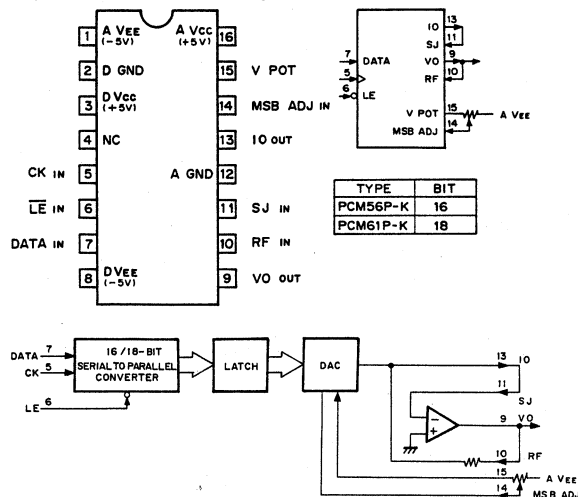 1 A VEE (-5V)
A VCC (+5V) 16
2 D GND
15 V POT
3 D VCC (+5V)
14 MSB ADJ IN
4 NC
13 IO OUT
CK IN 5
A GND 12
LE IN 6
11 SJ IN
DATA IN 7
10 RF IN
8 D VEE (-5V)
9 VO OUT
7 DATA
5
6 LE
IO 13
SJ 11
VO 9
RF 10
V POT 15 A VEE
MSB ADJ 14
TYPE BIT
PCM56P-K 16
PCM61P-K 18
DATA 7
CK 5
LE 6
16/18-BIT
SERIAL TO PARALLEL
CONVERTER
LATCH
DAC
13 IO
11 SJ
- +
9 VO
10 RF
15 A VEE
14 MSB ADJ